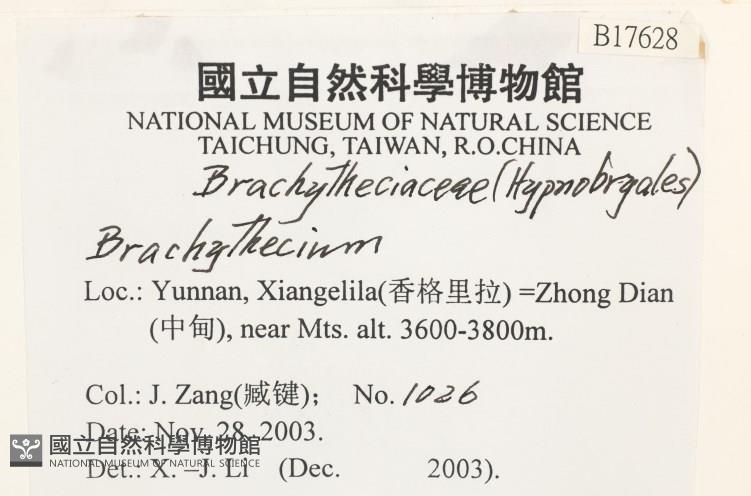 B17628
國立自然科學博物館
NATIONAL MUSEUM OF NATURAL SCIENCE
TAICHUNG, TAIWAN, R.O.CHINA
Brachytheciaceae (Hypnobryales)
Brachythecium
Loc.: Yunnan, Xiangelila(香格里拉) =Zhong Dian
(中甸), near Mts. alt. 3600-3800m.
Col.: J. Zang(臧键); No. 1026
Date: Nov. 28, 2003.
國立自然科學博物館
NATIONAL MUSEUM OF NATURAL SCIENCE
Det.: X. –J. Li (Dec. 2003).